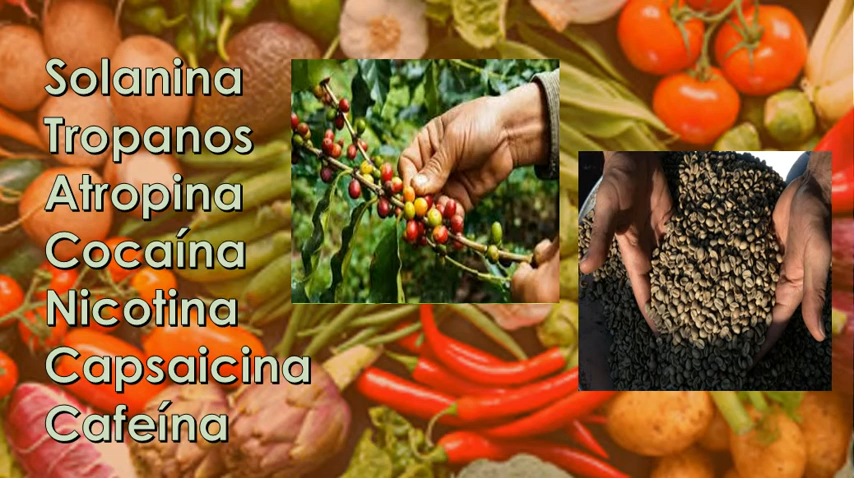 Solanina
Tropanos
Atropina
Cocaína
Nicotina
Capsaicina
Cafeína